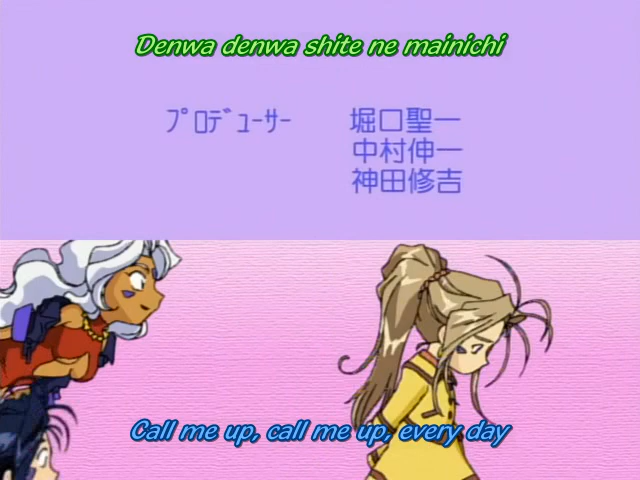 Denwa denwa shite ne mainichi
ﾌﾟﾛﾃﾞｭｰｻｰ 堀口聖一
中村伸一
神田修吉
Call me up, call me up, every day